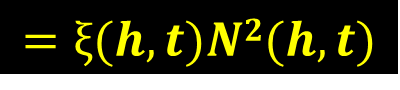 = ξ(h,t)N²(h,t)